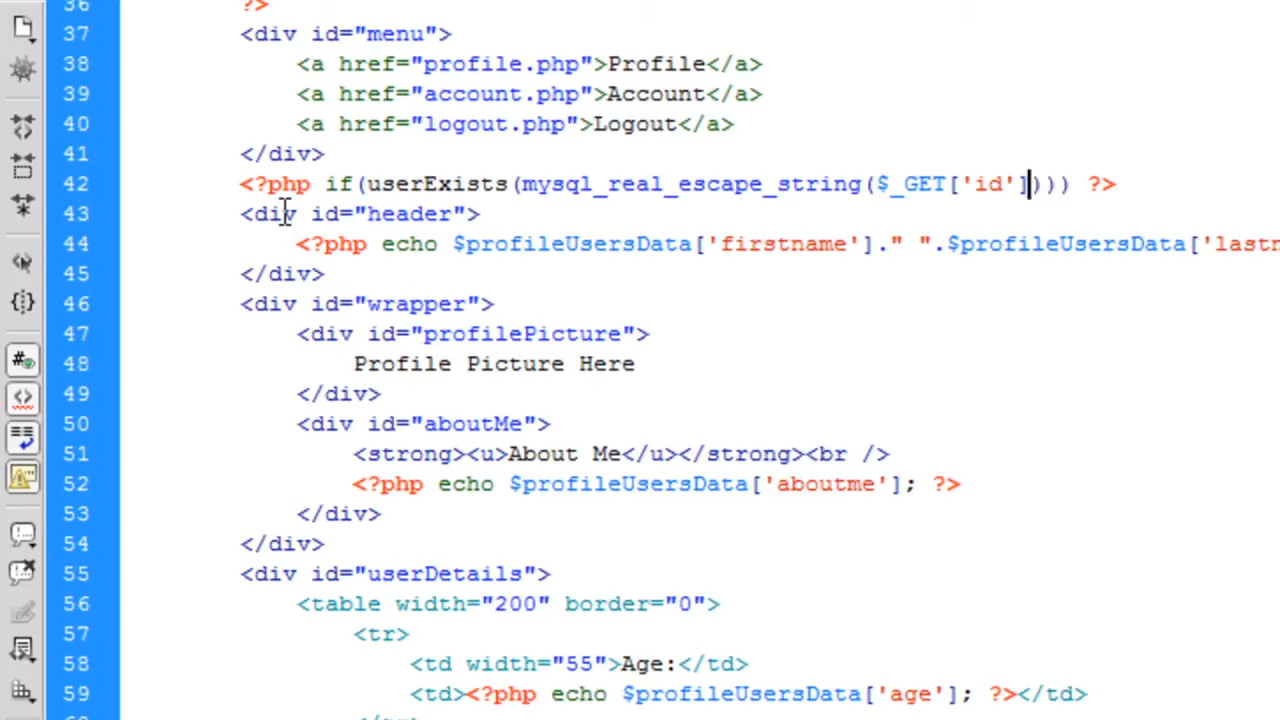 36 ?>
37 <div id="menu">
38 <a href="profile.php">Profile</a>
39 <a href="account.php">Account</a>
40 <a href="logout.php">Logout</a>
41 </div>
42 <?php if(userExists(mysql_real_escape_string($_GET['id']))) ?>
43 <div id="header">
44 <?php echo $profileUsersData['firstname']." ".$profileUsersData['lastn
45 </div>
46 <div id="wrapper">
47 <div id="profilePicture">
48 Profile Picture Here
49 </div>
50 <div id="aboutMe">
51 <strong><u>About Me</u></strong><br />
52 <?php echo $profileUsersData['aboutme']; ?>
53 </div>
54 </div>
55 <div id="userDetails">
56 <table width="200" border="0">
57 <tr>
58 <td width="55">Age:</td>
59 <td><?php echo $profileUsersData['age']; ?></td>